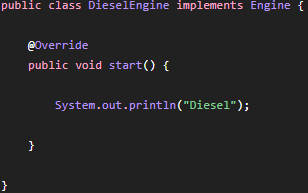 public class DieselEngine implements Engine {
@Override
public void start() {
System.out.println("Diesel");
}
}